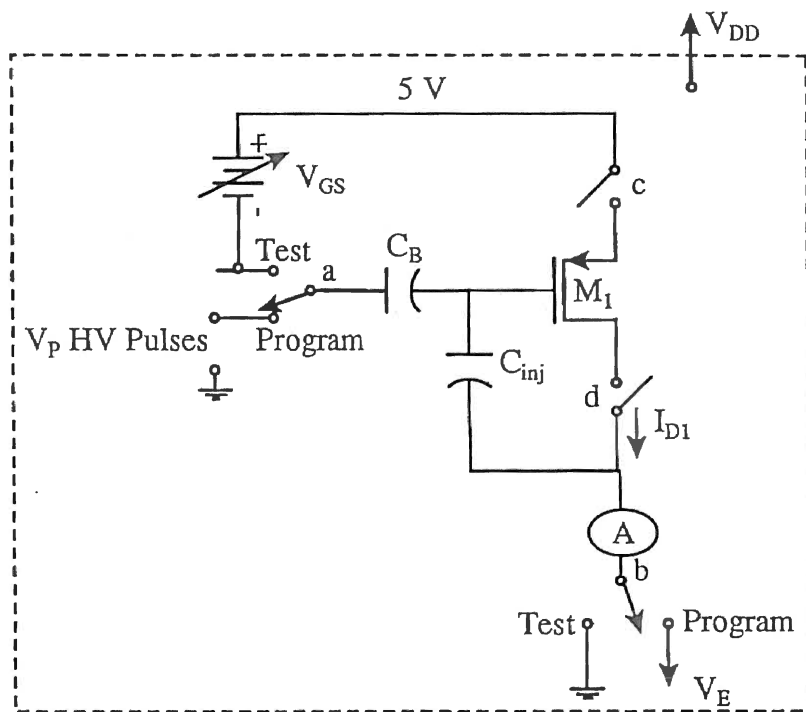 V_DD
5 V
+
V_GS
c
Test
a
C_B
M_1
V_P HV Pulses
Program
C_inj
d
I_D1
A
b
Test
Program
V_E